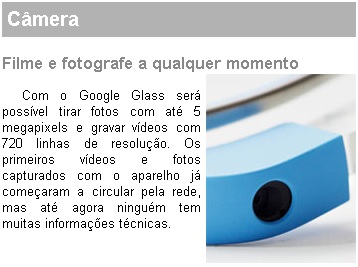 Câmera
Filme e fotografe a qualquer momento
Com o Google Glass será
possível tirar fotos com até 5
megapixels e gravar vídeos com
720 linhas de resolução. Os
primeiros vídeos e fotos
capturados com o aparelho já
começaram a circular pela rede,
mas até agora ninguém tem
muitas informações técnicas.